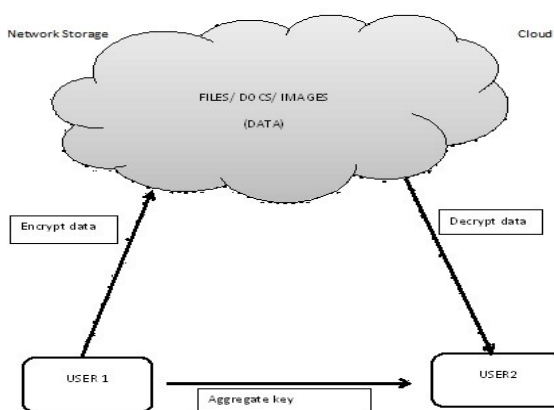 Network Storage
Cloud
FILES/ DOCS/ IMAGES
(DATA)
Encrypt data
Decrypt data
USER 1
USER2
Aggregate key